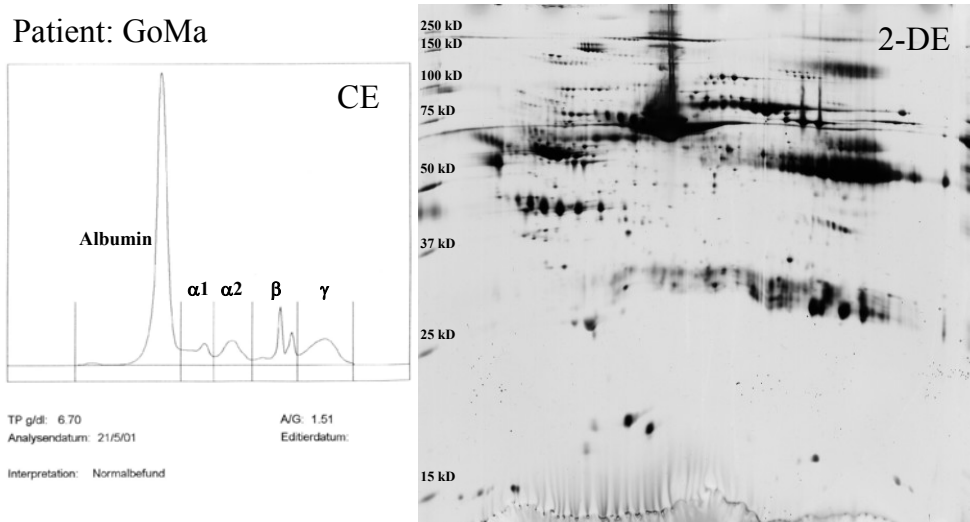 Patient: GoMa
CE
Albumin
α1 α2 β γ
TP g/dl: 6.70
A/G: 1.51
Analysendatum: 21/5/01
Editierdatum:
Interpretation: Normalbefund
2-DE
250 kD
150 kD
100 kD
75 kD
50 kD
37 kD
25 kD
15 kD